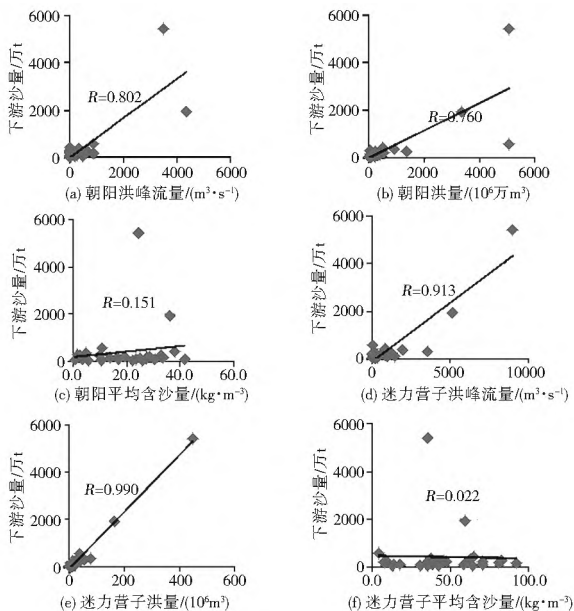 6000
4000
2000
0
下游沙量/万t
R=0.802
0 2000 4000 6000
(a) 朝阳洪峰流量/(m³·s⁻¹)
6000
4000
2000
0
下游沙量/万t
R=0.760
0 2000 4000 6000
(b) 朝阳洪量/(10⁶万m³)
6000
4000
2000
0
下游沙量/万t
R=0.151
0.0 20.0 40.0 60.0
(c) 朝阳平均含沙量/(kg·m⁻³)
6000
4000
2000
0
下游沙量/万t
R=0.913
0 5000 10000
(d) 迷力营子洪峰流量/(m³·s⁻¹)
6000
4000
2000
0
下游沙量/万t
R=0.990
0 200 400 600
(e) 迷力营子洪量/(10⁶m³)
6000
4000
2000
0
下游沙量/万t
R=0.022
0.0 50.0 100.0
(f) 迷力营子平均含沙量/(kg·m⁻³)